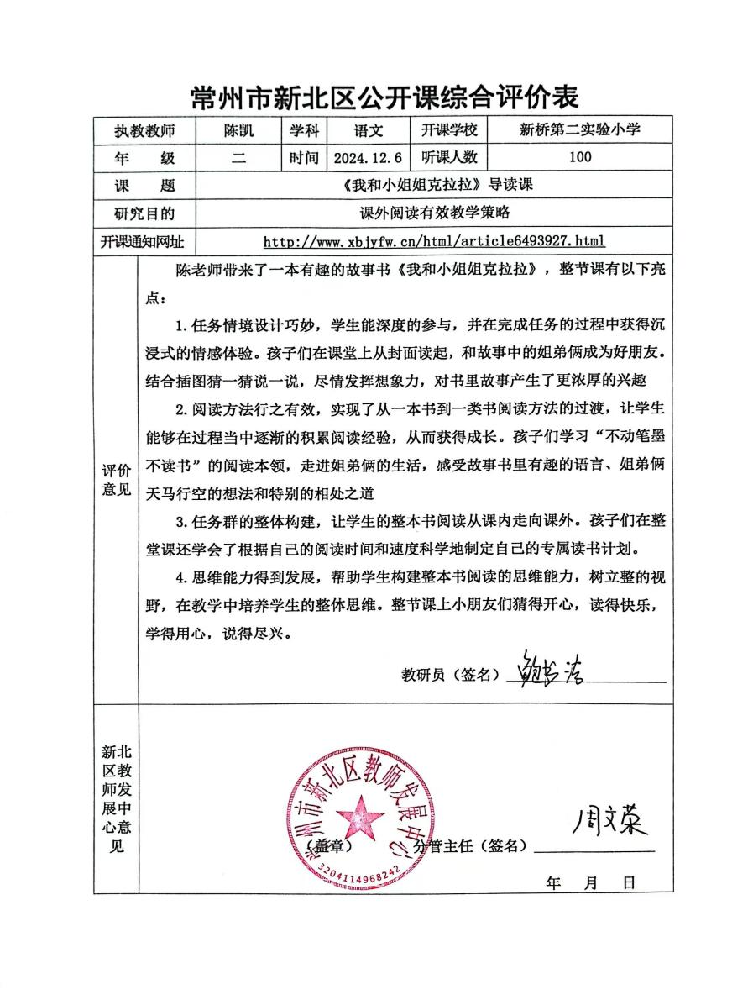 常州市新北区公开课综合评价表
执教教师 陈凯 学科 语文 开课学校 新桥第二实验小学
年 级 二 时间 2024.12.6 听课人数 100
课 题 《我和小姐姐克拉拉》导读课
研究目的 课外阅读有效教学策略
开课通知网址 http://www.xbjyfw.cn/html/article6493927.html
评价
意见
陈老师带来了一本有趣的故事书《我和小姐姐克拉拉》，整节课有以下亮
点：
1.任务情境设计巧妙，学生能深度的参与，并在完成任务的过程中获得沉
浸式的情感体验。孩子们在课堂上从封面读起，和故事中的姐弟俩成为好朋友。
结合插图猜一猜说一说，尽情发挥想象力，对书里故事产生了更浓厚的兴趣
2.阅读方法行之有效，实现了从一本书到一类书阅读方法的过渡，让学生
能够在过程当中逐渐的积累阅读经验，从而获得成长。孩子们学习“不动笔墨
不读书”的阅读本领，走进姐弟俩的生活，感受故事书里有趣的语言、姐弟俩
天马行空的想法和特别的相处之道
3.任务群的整体构建，让学生的整本书阅读从课内走向课外。孩子们在整
堂课还学会了根据自己的阅读时间和速度科学地制定自己的专属读书计划。
4.思维能力得到发展，帮助学生构建整本书阅读的思维能力，树立整的视
野，在教学中培养学生的整体思维。整节课上小朋友们猜得开心，读得快乐，
学得用心，说得尽兴。
教研员（签名）
新北
区教
师发
展中
心意
见
常州市新北区教师发展中心
3204114968242
（盖章） 分管主任（签名） 周文荣
年 月 日